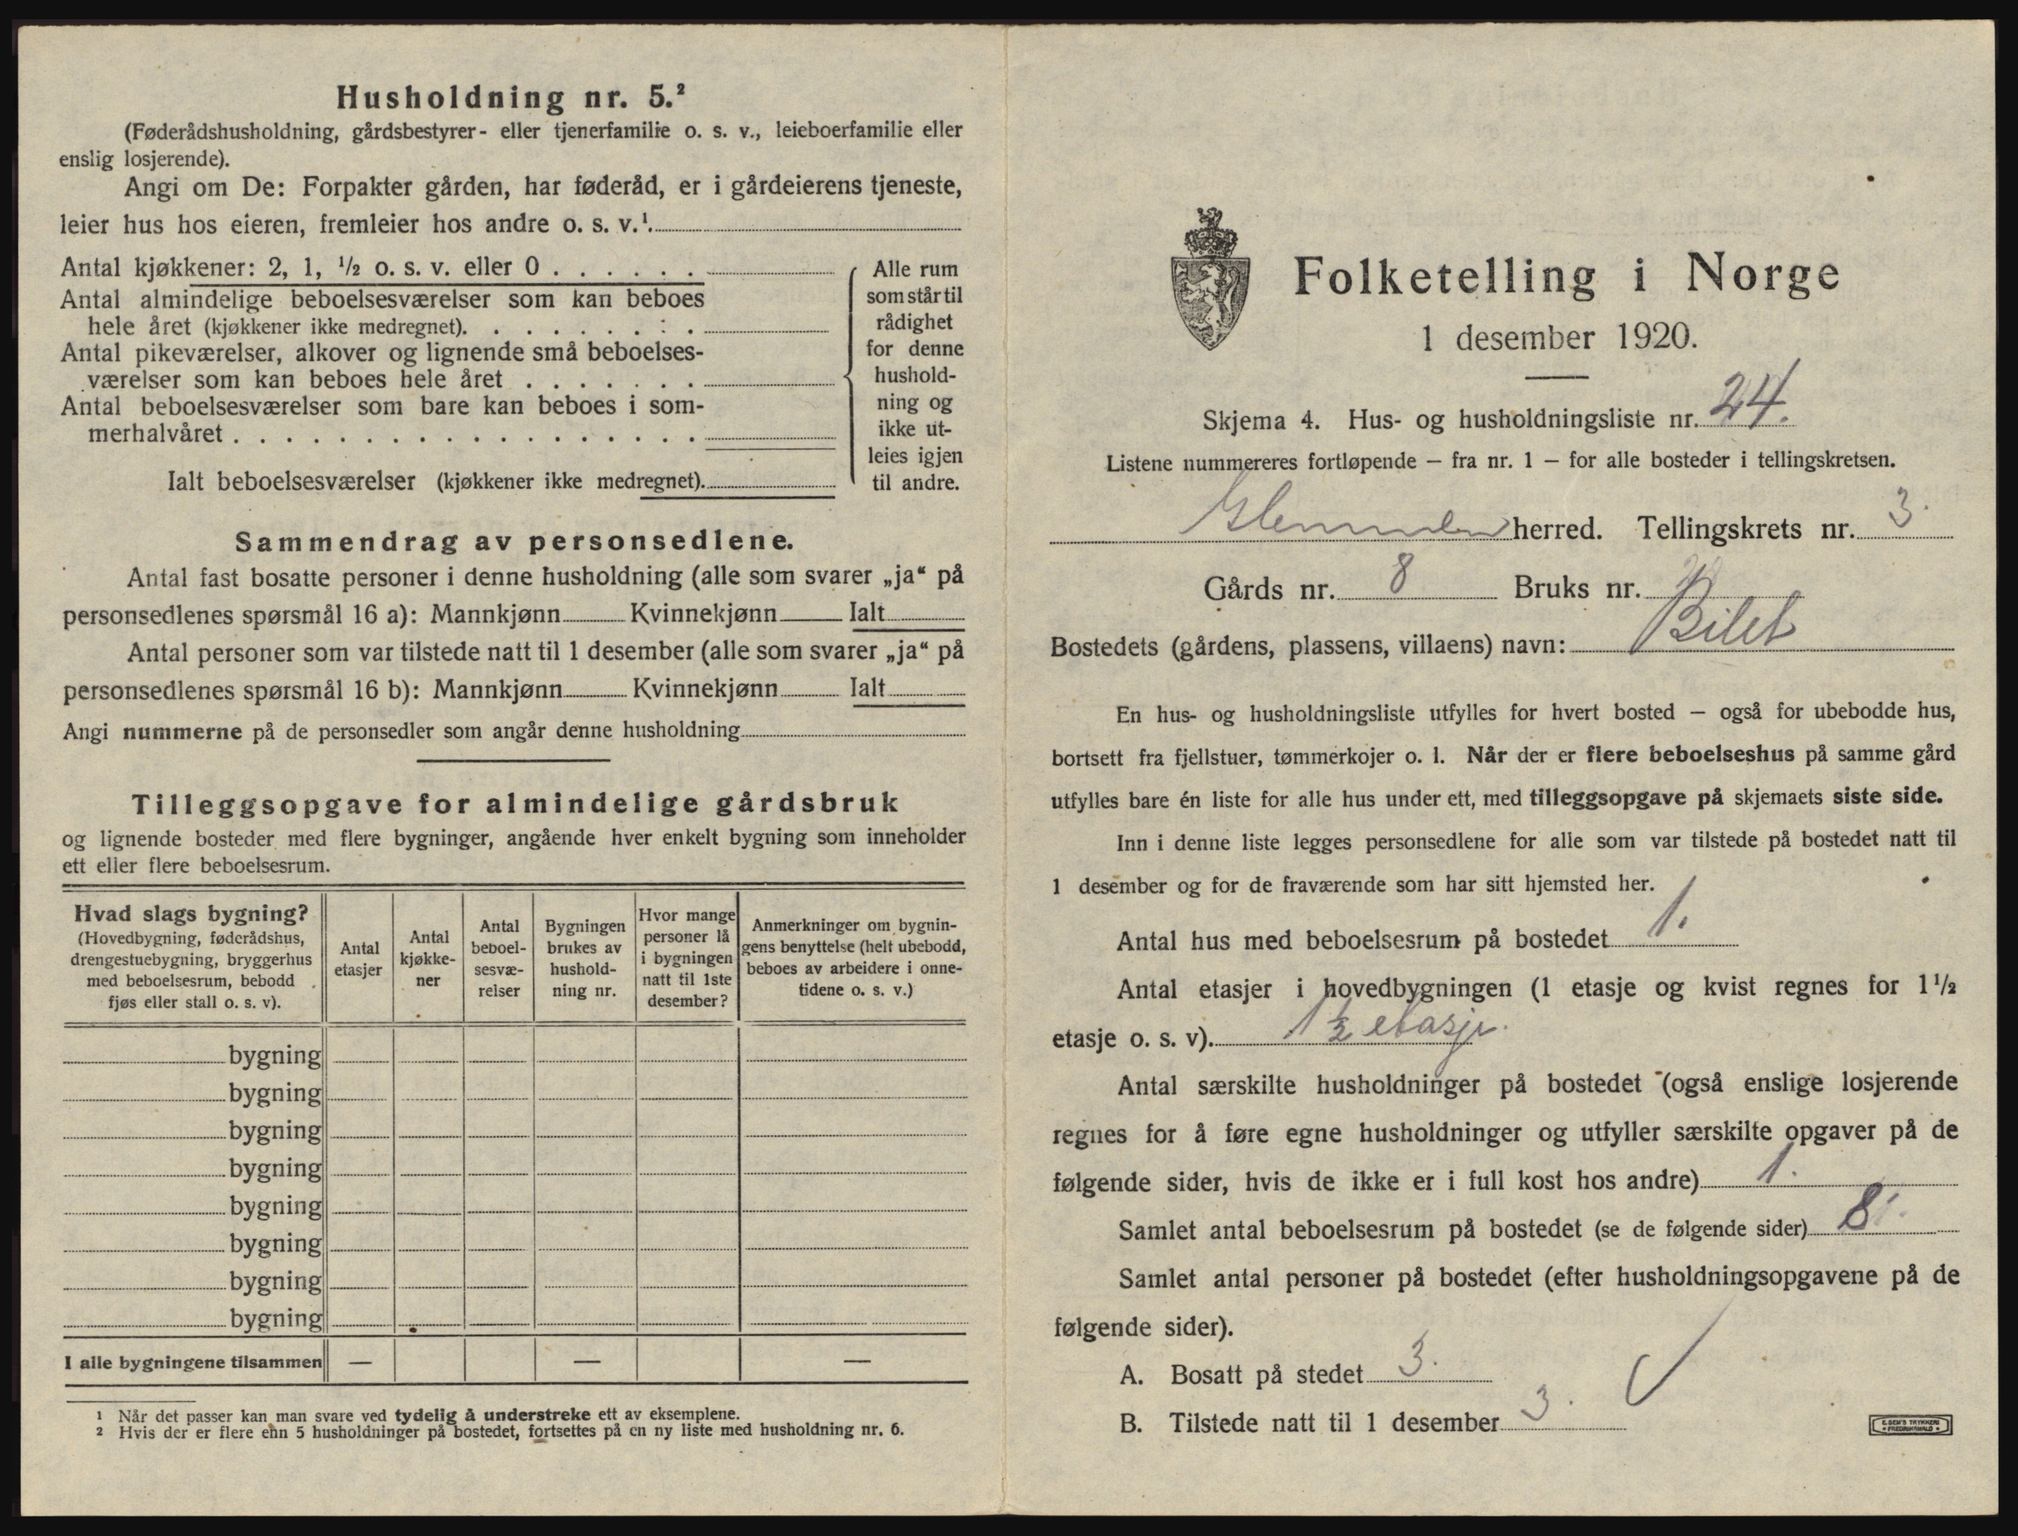 Husholdning nr. 5.²
(Føderådshusholdning, gårdsbestyrer- eller tjenerfamilie o. s. v., leieboerfamilie eller
enslig losjerende).
Angi om De: Forpakter gården, har føderåd, er i gårdeierens tjeneste,
leier hus hos eieren, fremleier hos andre o. s. v.¹.
Antal kjøkkener: 2, 1, ½ o. s. v. eller 0 . . . . . .
Antal almindelige beboelsesværelser som kan beboes
hele året (kjøkkener ikke medregnet). . . . . . . . .
Antal pikeværelser, alkover og lignende små beboelses-
værelser som kan beboes hele året . . . . . . .
Antal beboelsesværelser som bare kan beboes i som-
merhalvåret . . . . . . . . . . . . . . . . . .
Ialt beboelsesværelser (kjøkkener ikke medregnet).
Alle rum
som står til
rådighet
for denne
hushold-
ning og
ikke ut-
leies igjen
til andre.
Sammendrag av personsedlene.
Antal fast bosatte personer i denne husholdning (alle som svarer „ja“ på
personsedlenes spørsmål 16 a): Mannkjønn Kvinnekjønn Ialt
Antal personer som var tilstede natt til 1 desember (alle som svarer „ja“ på
personsedlenes spørsmål 16 b): Mannkjønn Kvinnekjønn Ialt
Angi nummerne på de personsedler som angår denne husholdning
Tilleggsopgave for almindelige gårdsbruk
og lignende bosteder med flere bygninger, angående hver enkelt bygning som inneholder
ett eller flere beboelsesrum.
Hvad slags bygning?
(Hovedbygning, føderådshus,
drengestuebygning, bryggerhus
med beboelsesrum, bebodd
fjøs eller stall o. s. v).
Antal
etasjer
Antal
kjøkke-
ner
Antal
beboel-
sesvæ-
relser
Bygningen
brukes av
hushold-
ning nr.
Hvor mange
personer lå
i bygningen
natt til 1ste
desember?
Anmerkninger om bygnin-
gens benyttelse (helt ubebodd,
beboes av arbeidere i onne-
tidene o. s. v.)
bygning
bygning
bygning
bygning
bygning
bygning
bygning
bygning
I alle bygningene tilsammen — — —
¹ Når det passer kan man svare ved tydelig å understreke ett av eksemplene.
² Hvis der er flere enn 5 husholdninger på bostedet, fortsettes på en ny liste med husholdning nr. 6.
Folketelling i Norge
1 desember 1920.
Skjema 4. Hus- og husholdningsliste nr. 24.
Listene nummereres fortløpende — fra nr. 1 — for alle bosteder i tellingskretsen.
Glemmen herred. Tellingskrets nr. 3.
Gårds nr. 8 Bruks nr.
Bostedets (gårdens, plassens, villaens) navn: Bilet
En hus- og husholdningsliste utfylles for hvert bosted — også for ubebodde hus,
bortsett fra fjellstuer, tømmerkojer o. l. Når der er flere beboelseshus på samme gård
utfylles bare én liste for alle hus under ett, med tilleggsopgave på skjemaets siste side.
Inn i denne liste legges personsedlene for alle som var tilstede på bostedet natt til
1 desember og for de fraværende som har sitt hjemsted her.
Antal hus med beboelsesrum på bostedet 1.
Antal etasjer i hovedbygningen (1 etasje og kvist regnes for 1½
etasje o. s. v). 1½ etasje.
Antal særskilte husholdninger på bostedet (også enslige losjerende
regnes for å føre egne husholdninger og utfyller særskilte opgaver på de
følgende sider, hvis de ikke er i full kost hos andre) 1.
Samlet antal beboelsesrum på bostedet (se de følgende sider) 8
Samlet antal personer på bostedet (efter husholdningsopgavene på de
følgende sider).
A. Bosatt på stedet 3.
B. Tilstede natt til 1 desember 3.